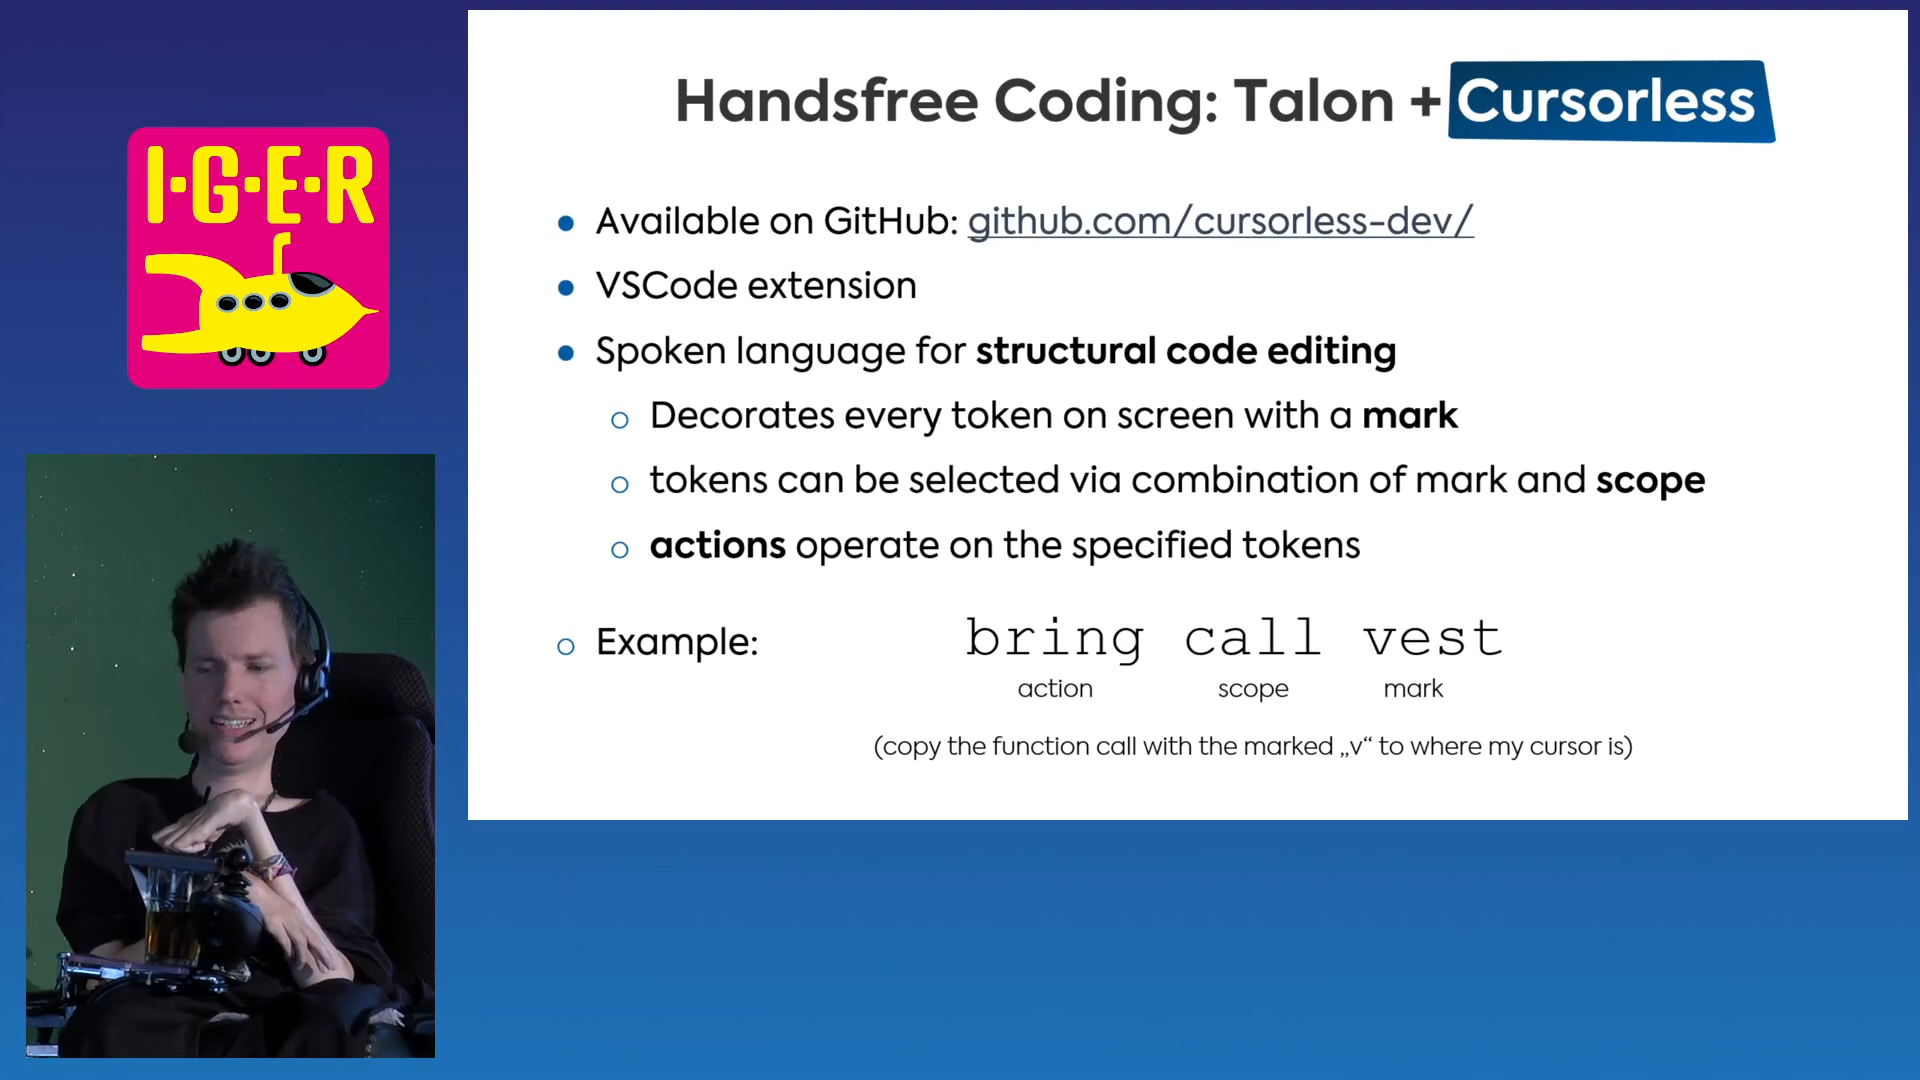 I·G·E·R
Handsfree Coding: Talon + Cursorless
Available on GitHub: github.com/cursorless-dev/
VSCode extension
Spoken language for structural code editing
Decorates every token on screen with a mark
tokens can be selected via combination of mark and scope
actions operate on the specified tokens
Example: bring call vest
action scope mark
(copy the function call with the marked „v“ to where my cursor is)